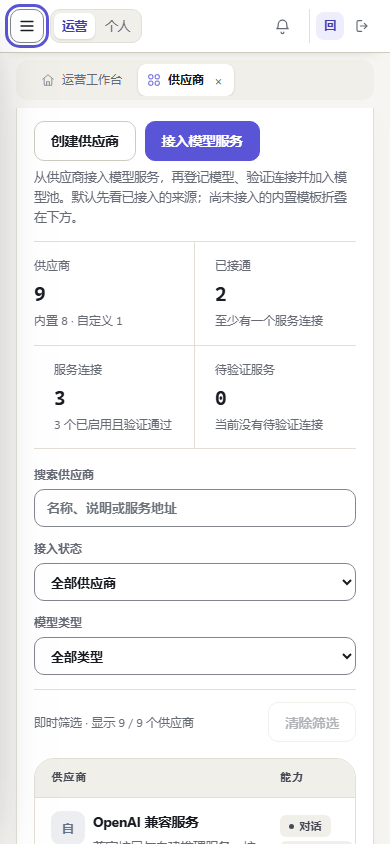 运营 个人 回
运营工作台 供应商 ×
创建供应商 接入模型服务
从供应商接入模型服务，再登记模型、验证连接并加入模
型池。默认先看已接入的来源；尚未接入的内置模板折叠
在下方。
供应商 已接通
9 2
内置 8 · 自定义 1 至少有一个服务连接
服务连接 待验证服务
3 0
3 个已启用且验证通过 当前没有待验证连接
搜索供应商
名称、说明或服务地址
接入状态
全部供应商
模型类型
全部类型
即时筛选 · 显示 9 / 9 个供应商 清除筛选
供应商 能力
自 OpenAI 兼容服务 对话